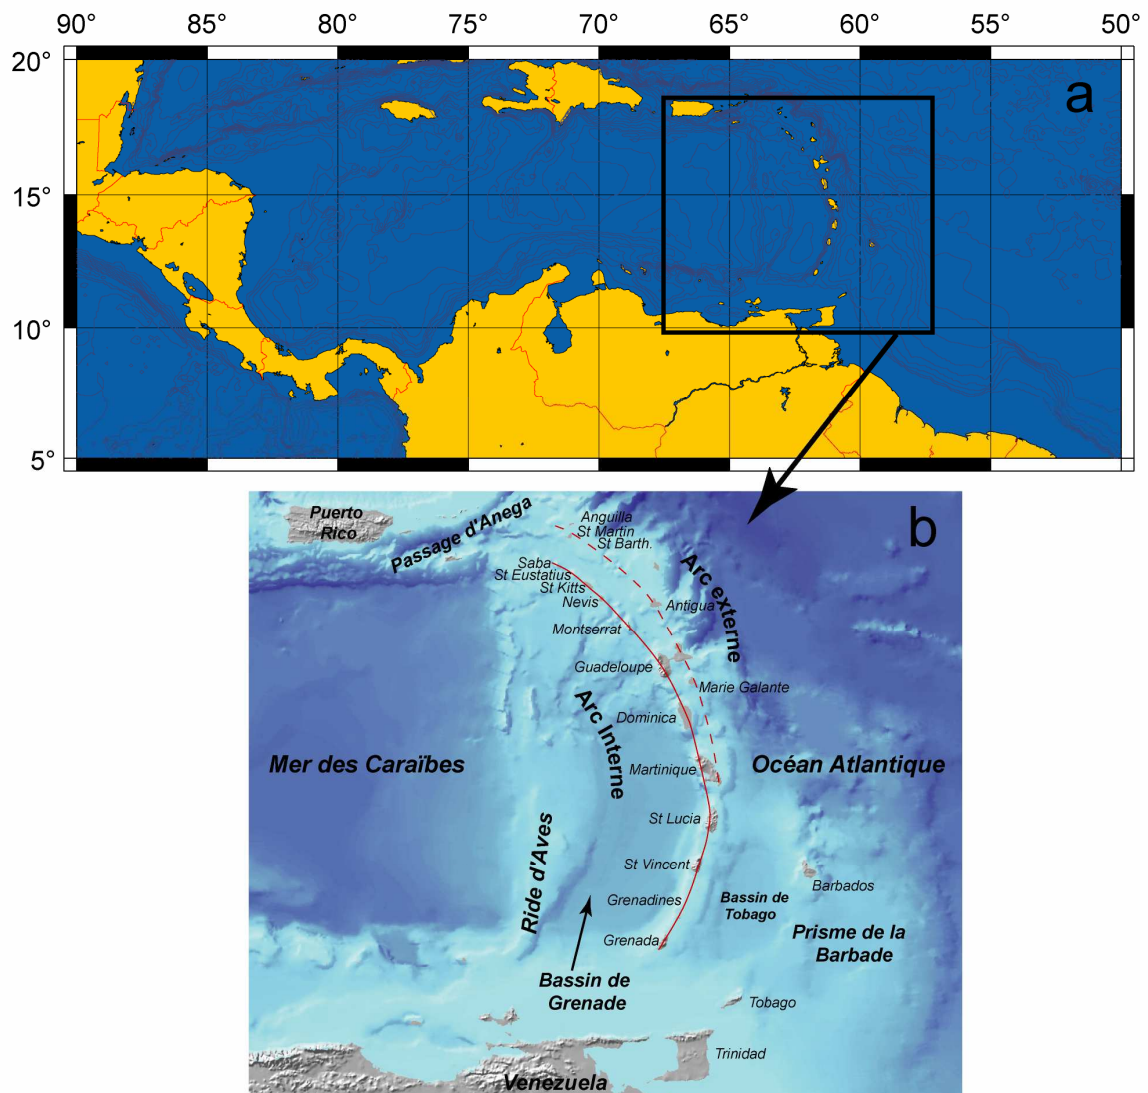 90° 85° 80° 75° 70° 65° 60° 55° 50°
20°
a
15°
10°
5°
b
Puerto
Rico
Passage d'Anega
Anguilla
St Martin
St Barth.
Arc externe
Saba
St Eustatius
St Kitts
Nevis
Antigua
Montserrat
Guadeloupe
Marie Galante
Arc Interne
Dominica
Mer des Caraïbes
Martinique
Océan Atlantique
St Lucia
Ride d'Aves
St Vincent
Barbados
Grenadines
Bassin de
Tobago
Prisme de la
Barbade
Grenada
Bassin de
Grenade
Tobago
Trinidad
Venezuela